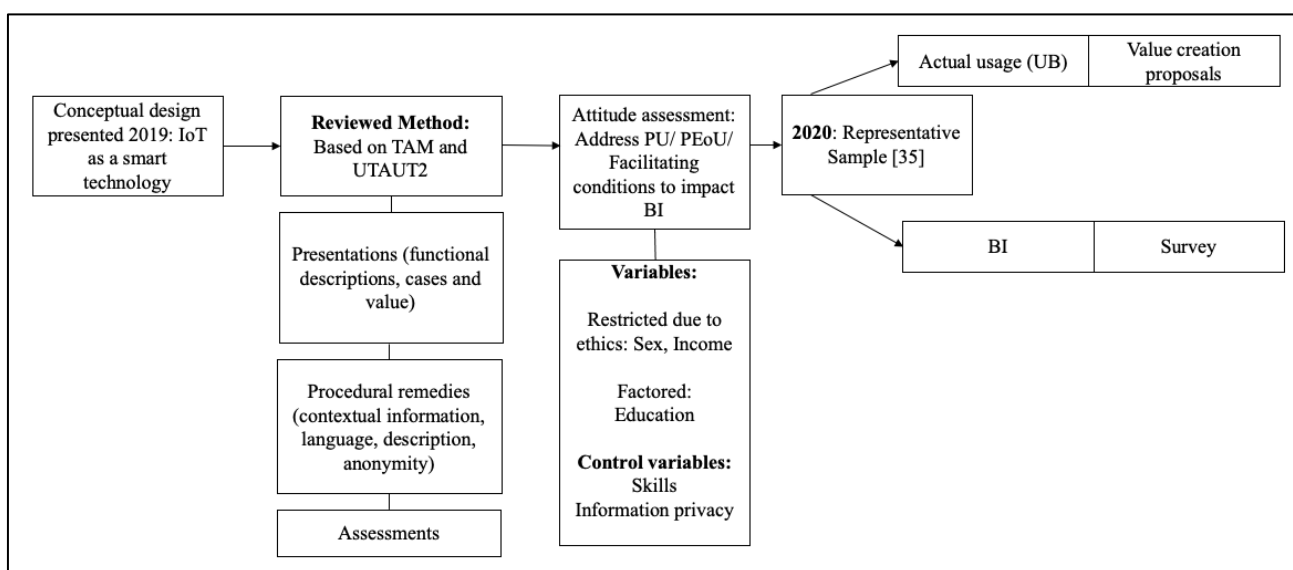 Conceptual design
presented 2019: IoT
as a smart
technology
Reviewed Method:
Based on TAM and
UTAUT2
Presentations (functional
descriptions, cases and
value)
Procedural remedies
(contextual information,
language, description,
anonymity)
Assessments
Attitude assessment:
Address PU/ PEoU/
Facilitating
conditions to impact
BI
Variables:
Restricted due to
ethics: Sex, Income
Factored:
Education
Control variables:
Skills
Information privacy
2020: Representative
Sample [35]
Actual usage (UB)
Value creation
proposals
BI
Survey